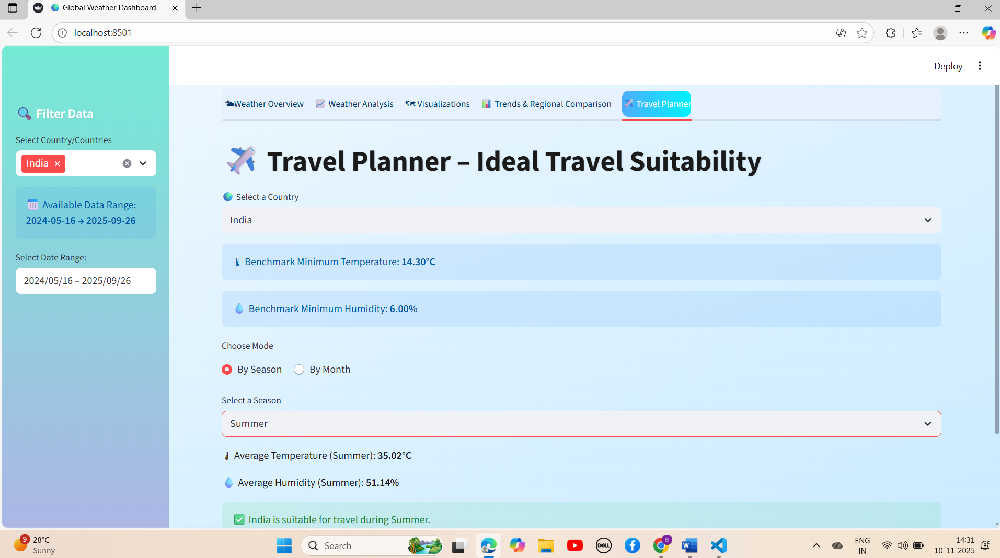 Global Weather Dashboard
localhost:8501
Deploy
Filter Data
Select Country/Countries
India
Available Data Range:
2024-05-16 → 2025-09-26
Select Date Range:
2024/05/16 – 2025/09/26
Weather Overview
Weather Analysis
Visualizations
Trends & Regional Comparison
Travel Planner
Travel Planner – Ideal Travel Suitability
Select a Country
India
Benchmark Minimum Temperature: 14.30°C
Benchmark Minimum Humidity: 6.00%
Choose Mode
By Season
By Month
Select a Season
Summer
Average Temperature (Summer): 35.02°C
Average Humidity (Summer): 51.14%
India is suitable for travel during Summer.
9
28°C
Sunny
Search
DELL
B
W
ENG
IN
14:31
10-11-2025